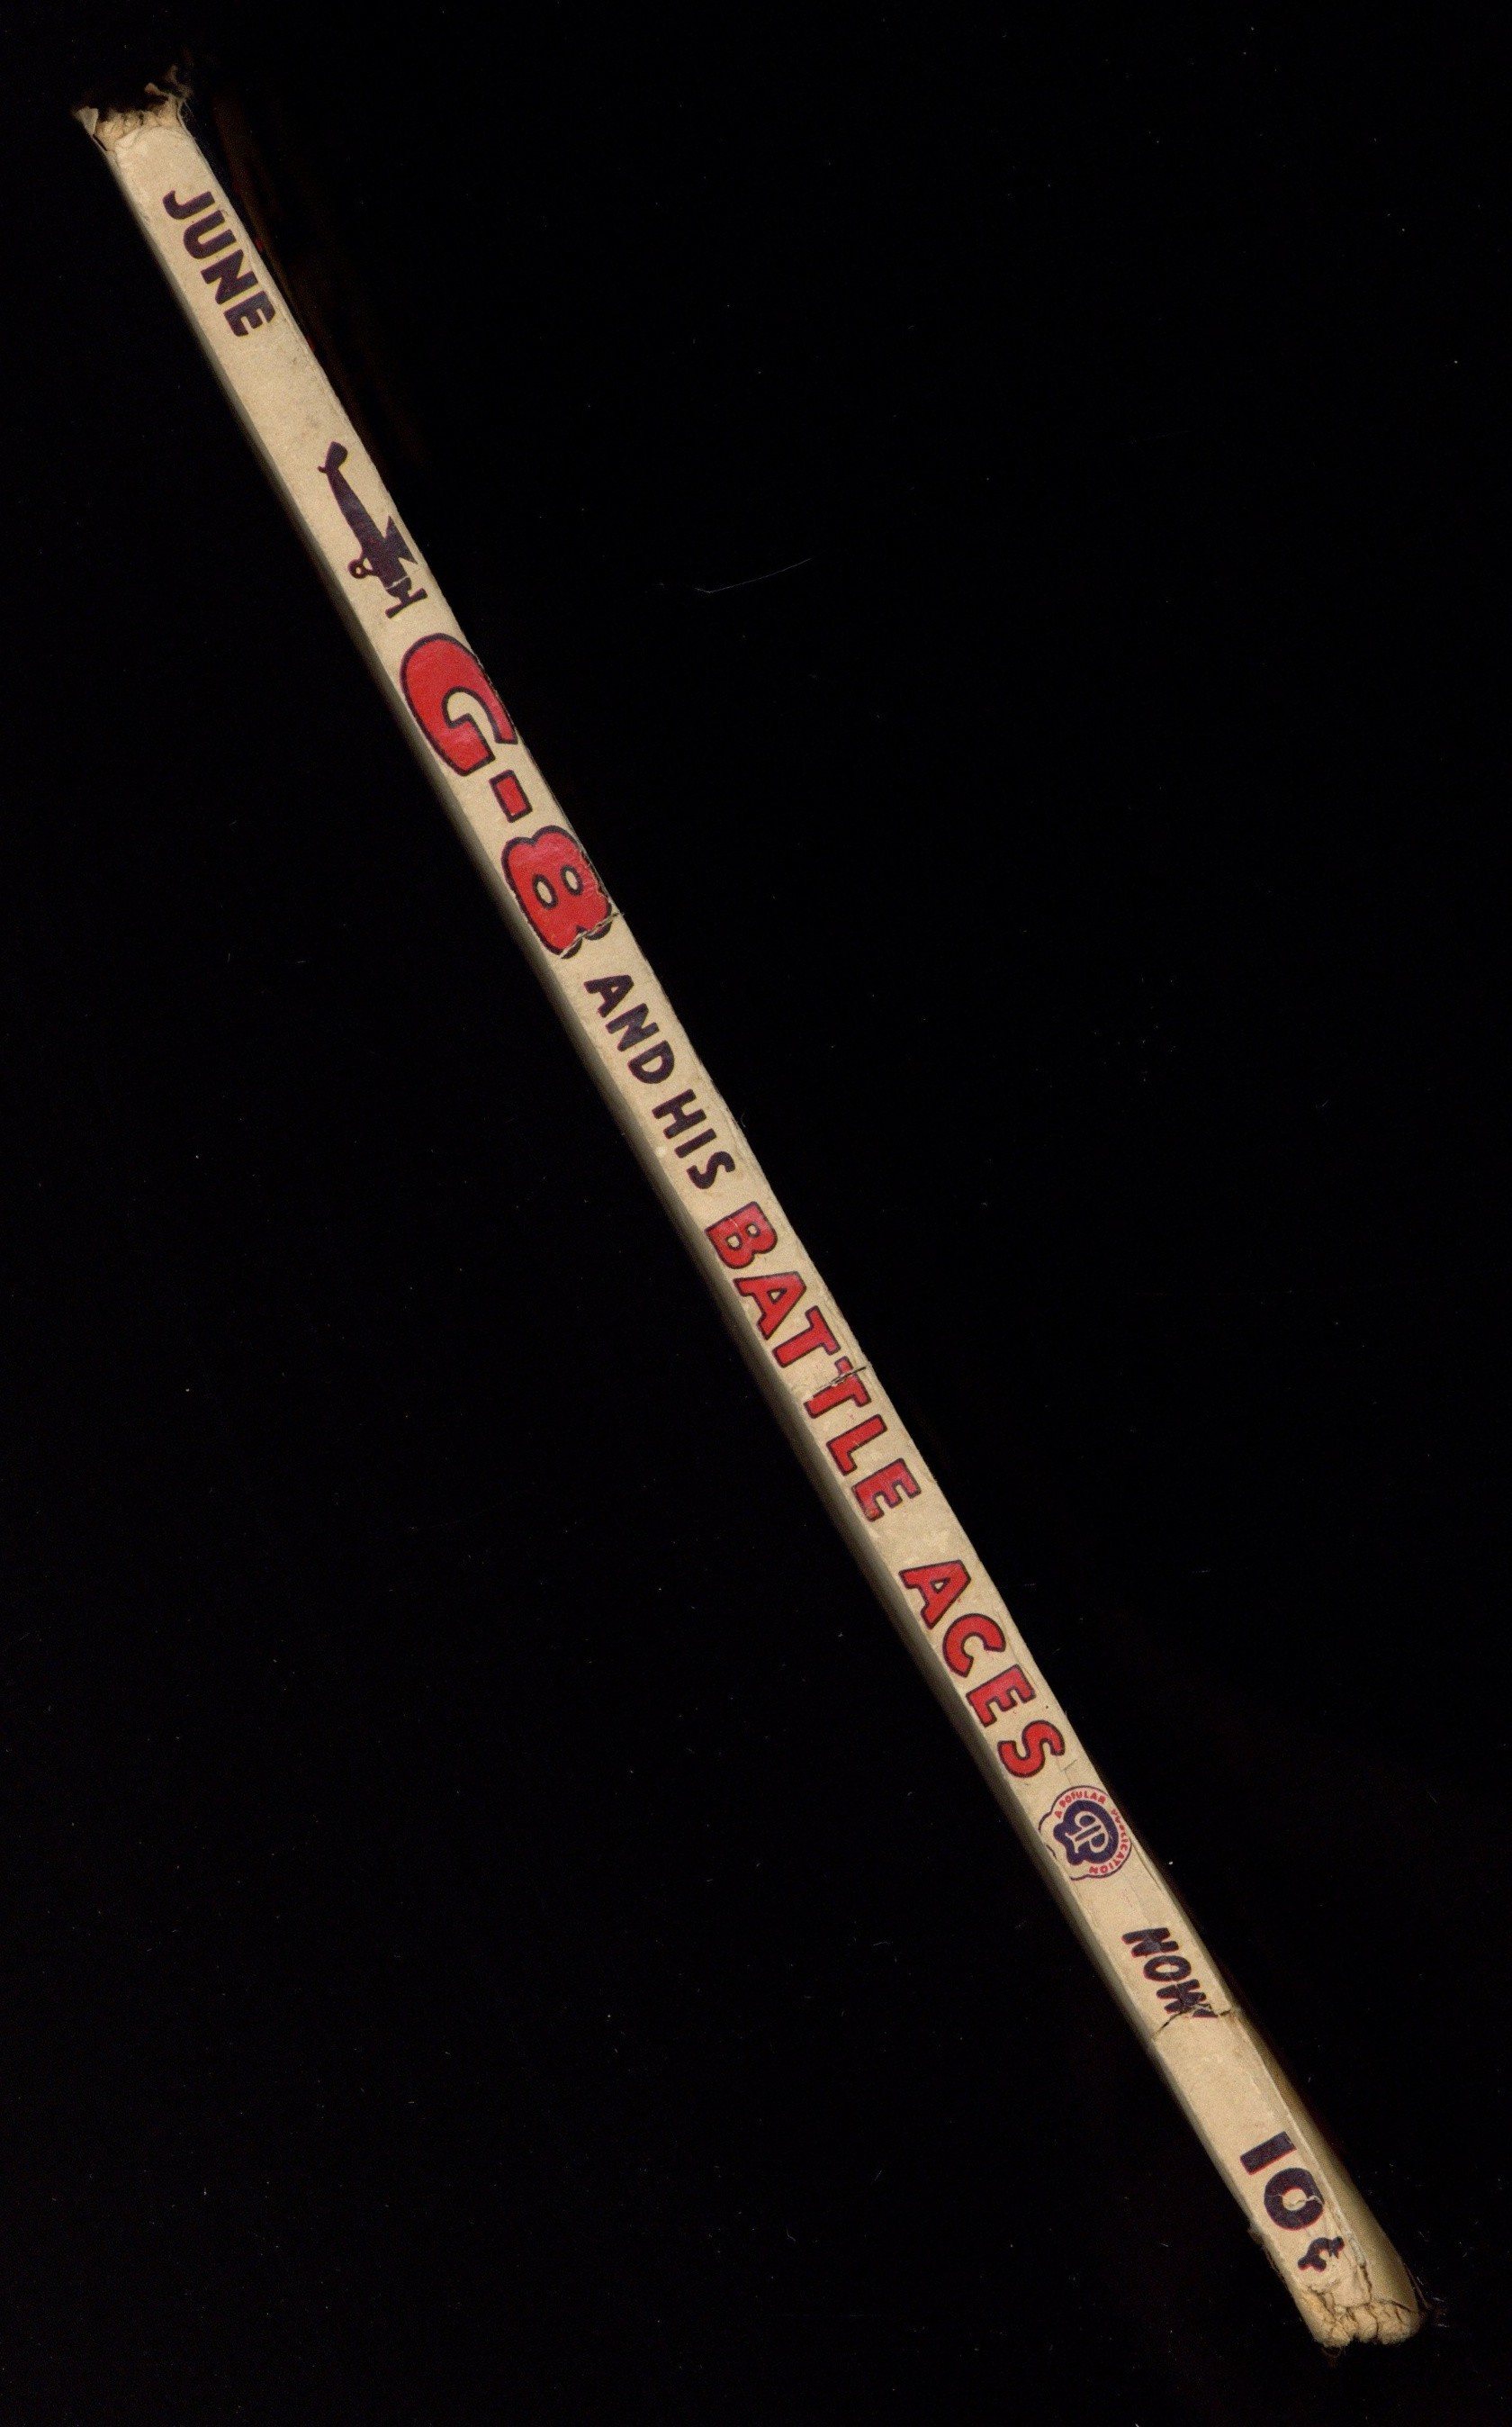 JUNE
G-8 AND HIS BATTLE ACES
A POPULAR PUBLICATION
NOW 10¢